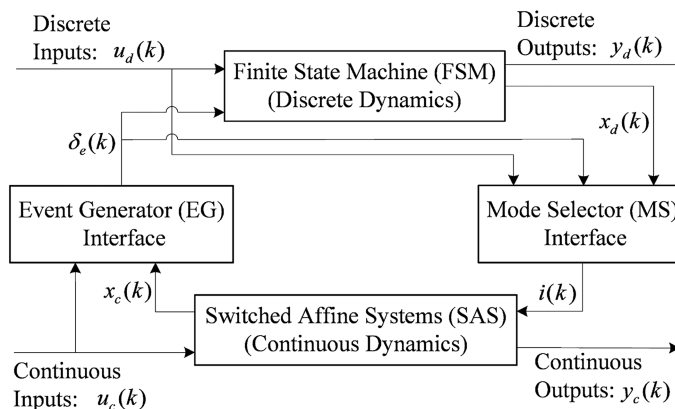 Discrete
Inputs: u_d(k)
Discrete
Outputs: y_d(k)
Finite State Machine (FSM)
(Discrete Dynamics)
x_d(k)
δ_e(k)
Event Generator (EG)
Interface
Mode Selector (MS)
Interface
x_c(k)
i(k)
Switched Affine Systems (SAS)
(Continuous Dynamics)
Continuous
Inputs: u_c(k)
Continuous
Outputs: y_c(k)